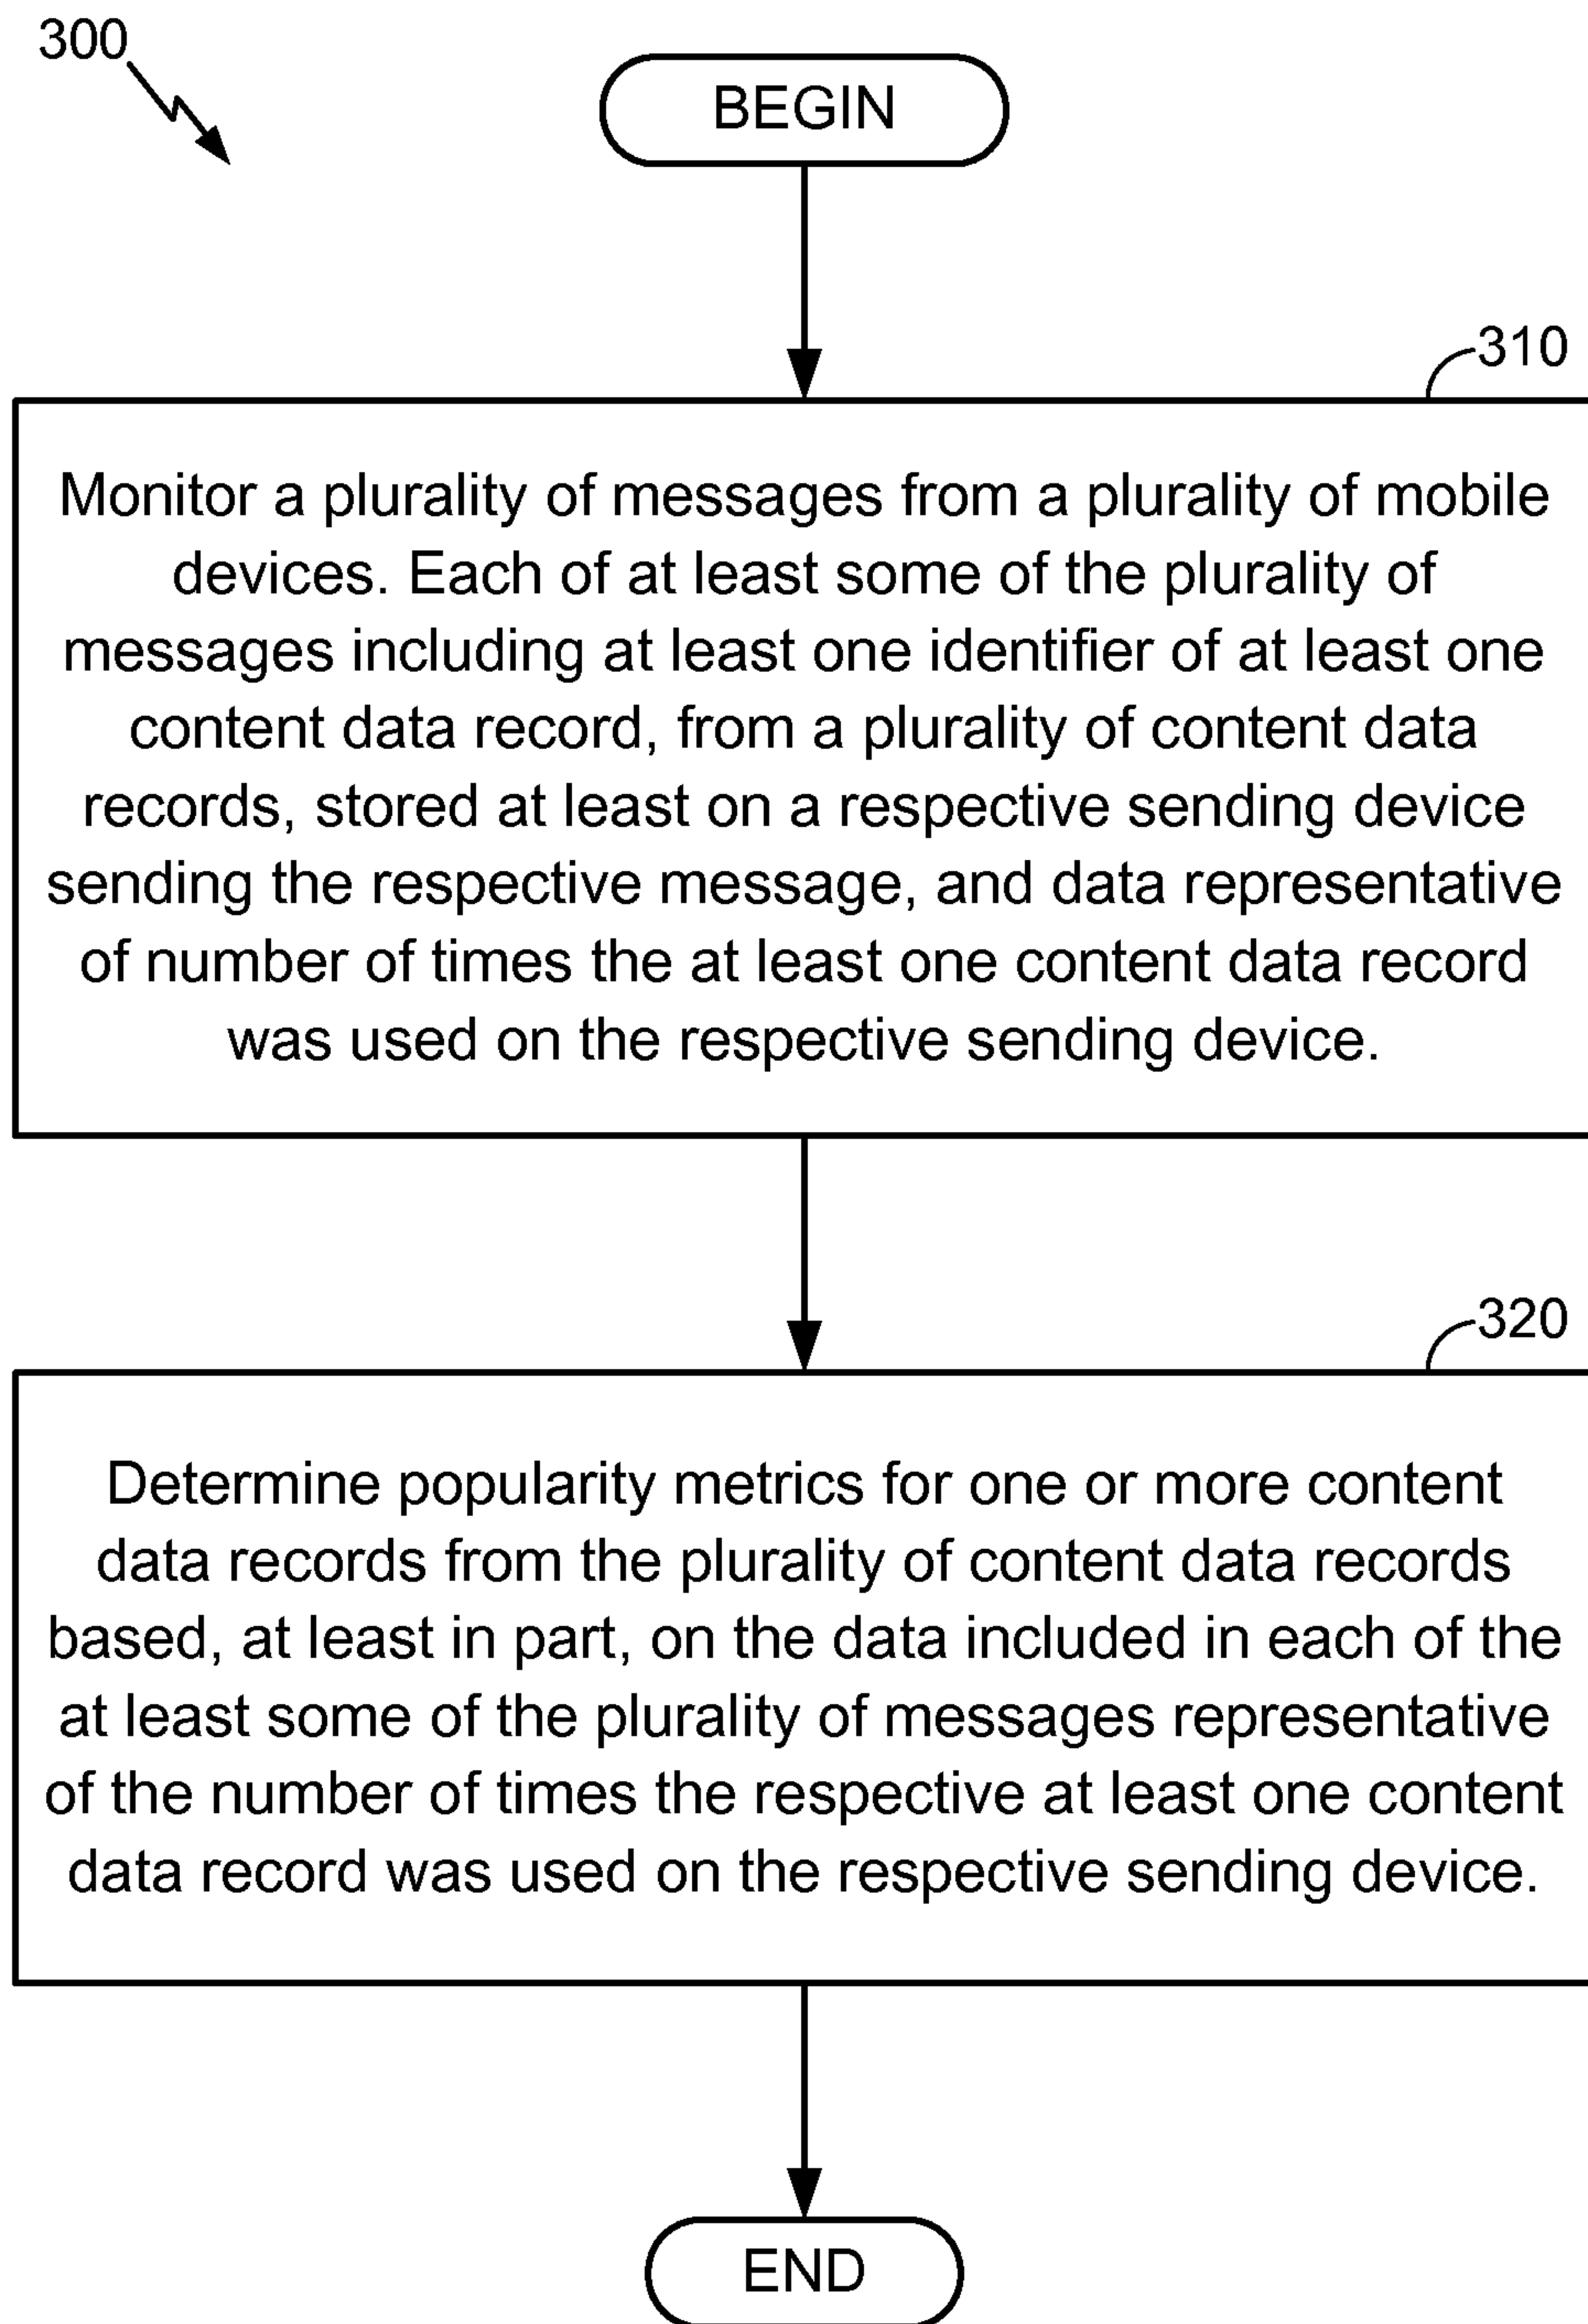 300
BEGIN
310
Monitor a plurality of messages from a plurality of mobile
devices. Each of at least some of the plurality of
messages including at least one identifier of at least one
content data record, from a plurality of content data
records, stored at least on a respective sending device
sending the respective message, and data representative
of number of times the at least one content data record
was used on the respective sending device.
320
Determine popularity metrics for one or more content
data records from the plurality of content data records
based, at least in part, on the data included in each of the
at least some of the plurality of messages representative
of the number of times the respective at least one content
data record was used on the respective sending device.
END